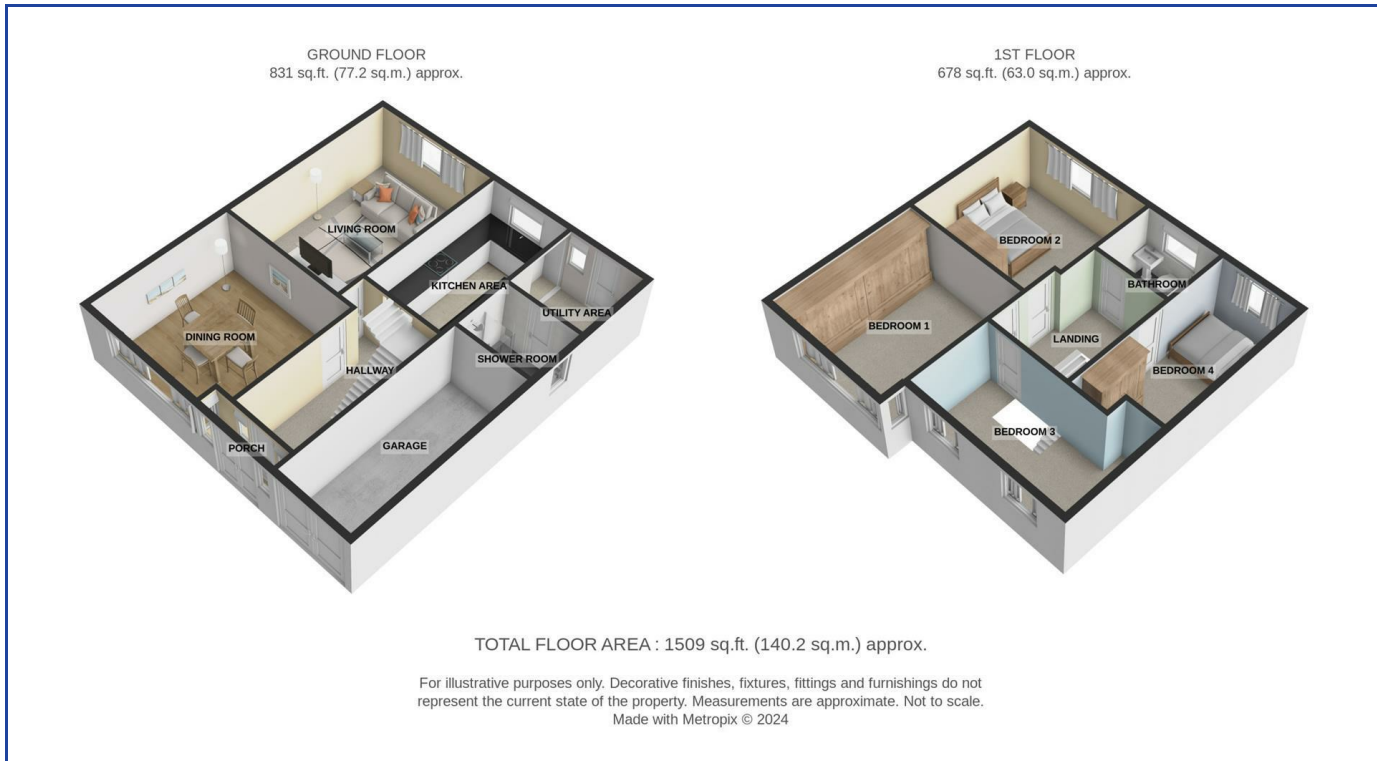 GROUND FLOOR
831 sq.ft. (77.2 sq.m.) approx.
1ST FLOOR
678 sq.ft. (63.0 sq.m.) approx.
LIVING ROOM
KITCHEN AREA
UTILITY AREA
DINING ROOM
SHOWER ROOM
HALLWAY
PORCH
GARAGE
BEDROOM 2
BATHROOM
BEDROOM 1
LANDING
BEDROOM 4
BEDROOM 3
TOTAL FLOOR AREA : 1509 sq.ft. (140.2 sq.m.) approx.
For illustrative purposes only. Decorative finishes, fixtures, fittings and furnishings do not
represent the current state of the property. Measurements are approximate. Not to scale.
Made with Metropix © 2024